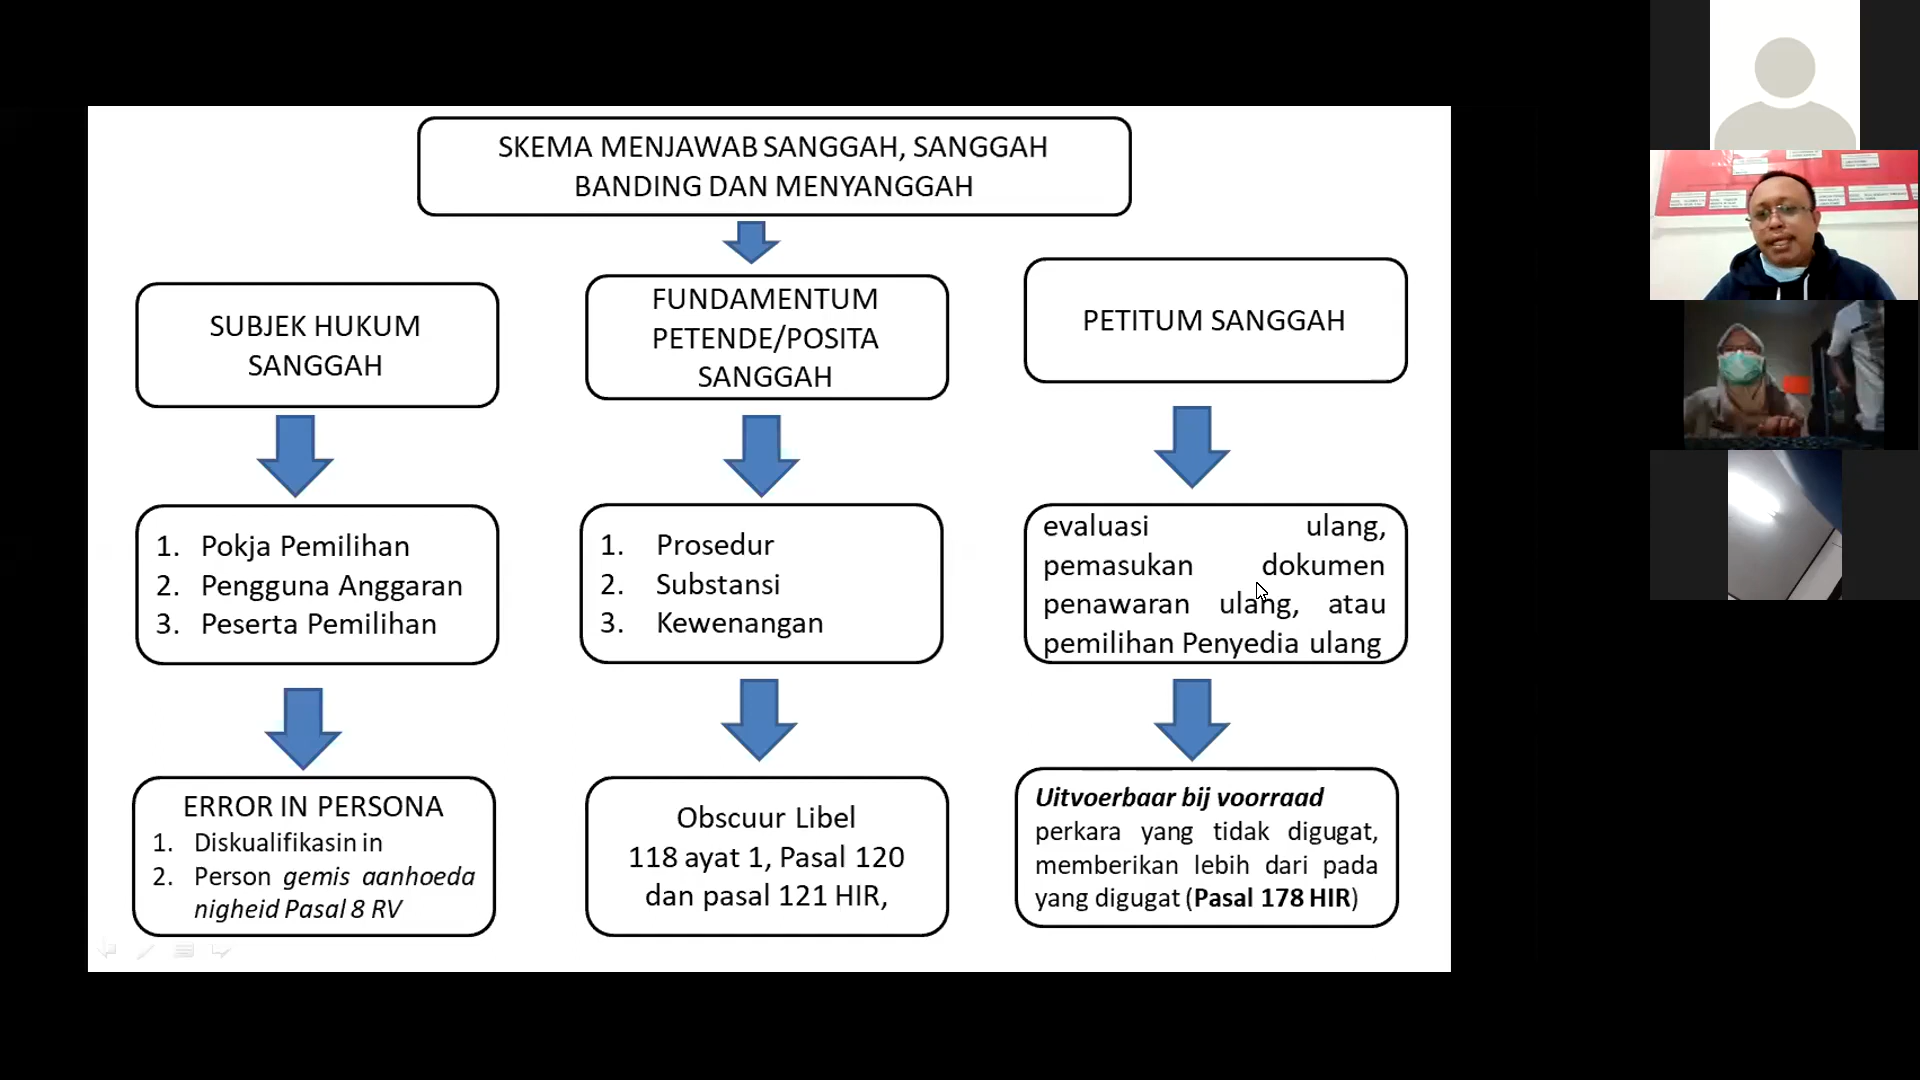 SKEMA MENJAWAB SANGGAH, SANGGAH
BANDING DAN MENYANGGAH
SUBJEK HUKUM
SANGGAH
FUNDAMENTUM
PETENDE/POSITA
SANGGAH
PETITUM SANGGAH
1. Pokja Pemilihan
2. Pengguna Anggaran
3. Peserta Pemilihan
1. Prosedur
2. Substansi
3. Kewenangan
evaluasi ulang,
pemasukan dokumen
penawaran ulang, atau
pemilihan Penyedia ulang
ERROR IN PERSONA
1. Diskualifikasin in
2. Person gemis aanhoeda
nigheid Pasal 8 RV
Obscuur Libel
118 ayat 1, Pasal 120
dan pasal 121 HIR,
Uitvoerbaar bij voorraad
perkara yang tidak digugat,
memberikan lebih dari pada
yang digugat (Pasal 178 HIR)